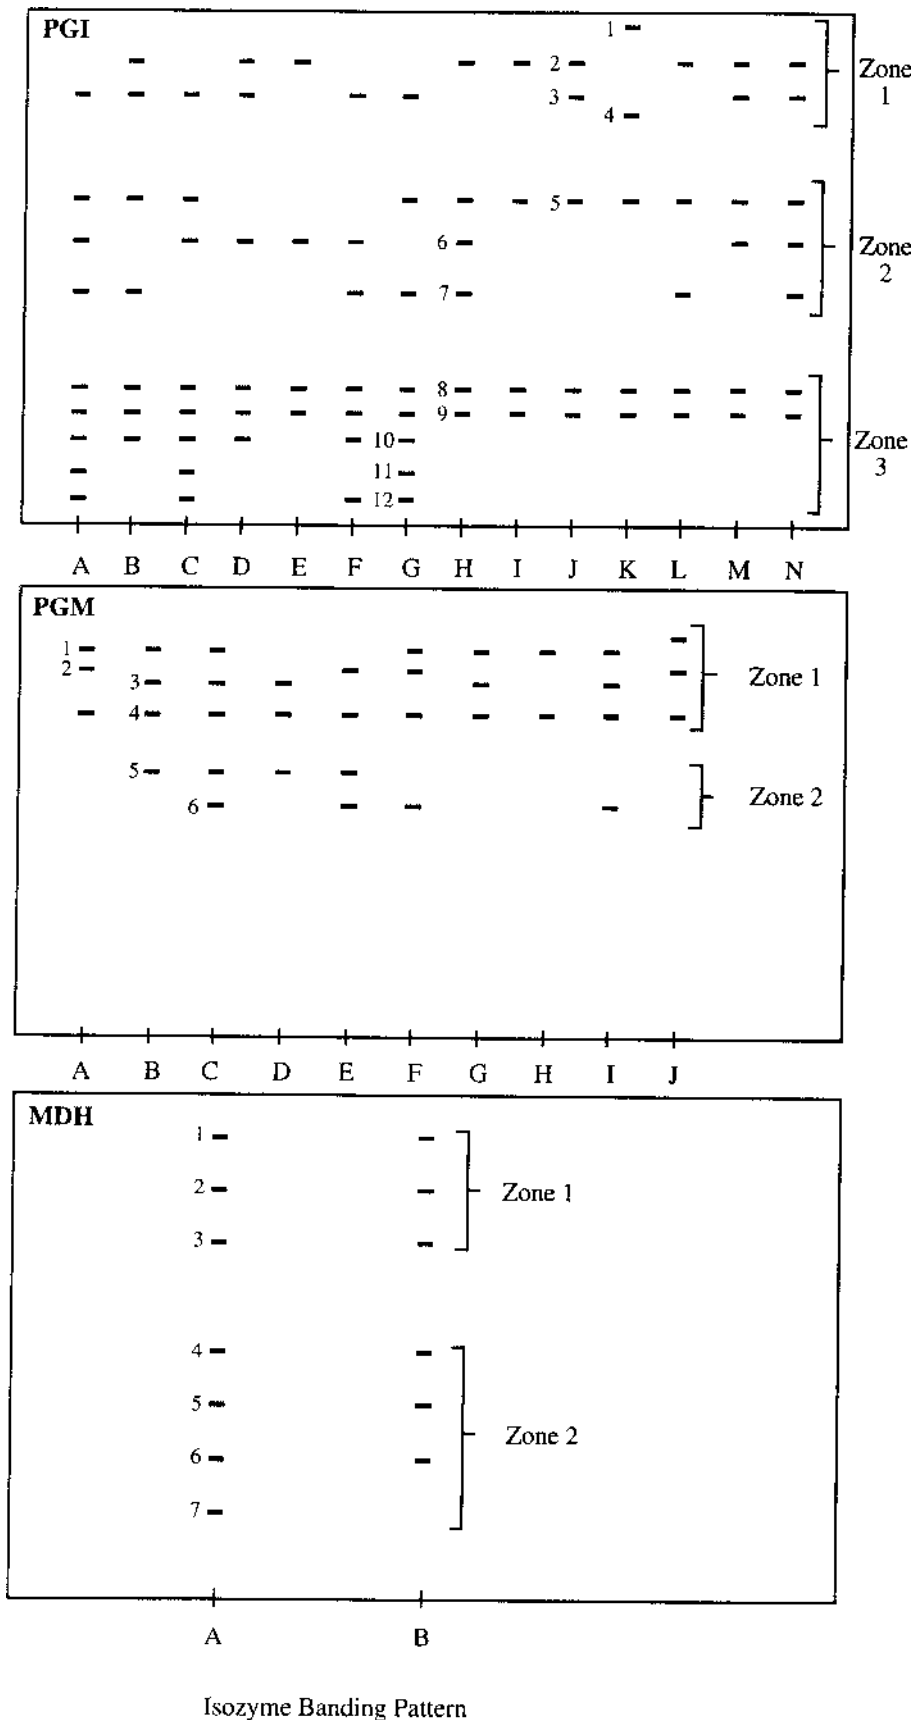 PGI
1
2
3
4
Zone
1
5
6
7
Zone
2
8
9
10
11
12
Zone
3
A B C D E F G H I J K L M N
PGM
1
2
3
4
Zone 1
5
6
Zone 2
A B C D E F G H I J
MDH
1
2
3
Zone 1
4
5
6
7
Zone 2
A B
Isozyme Banding Pattern